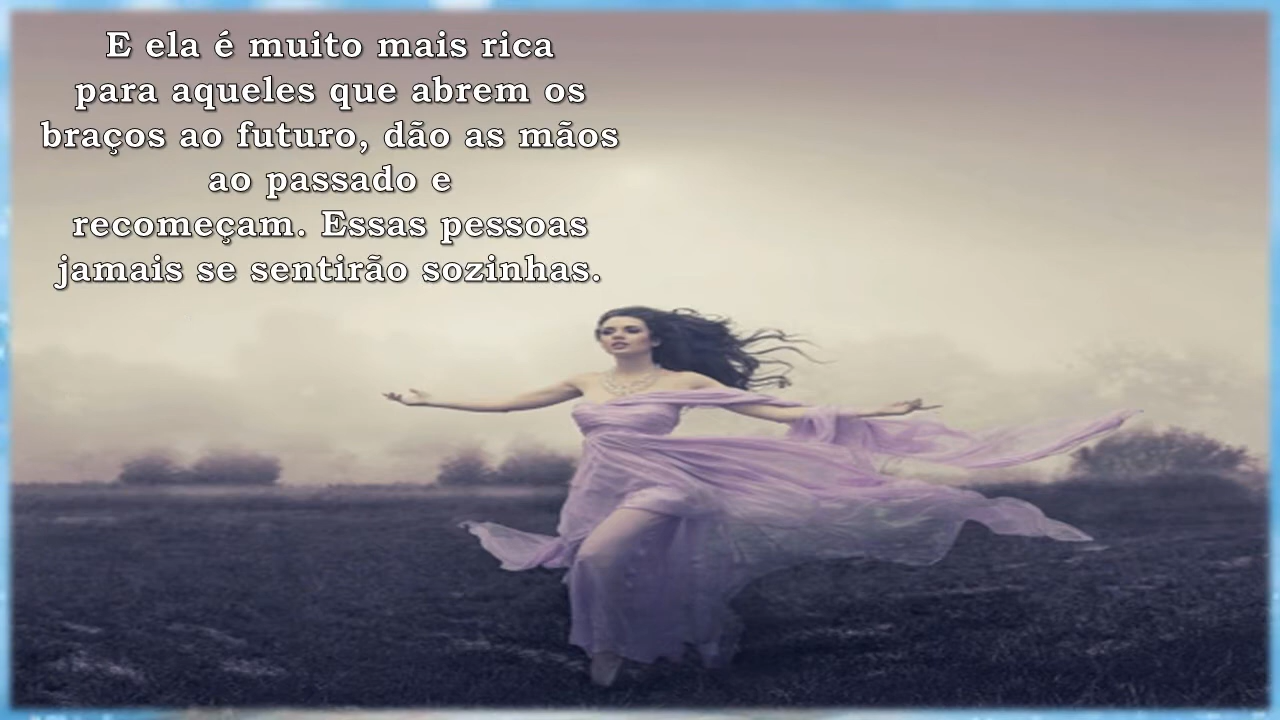 E ela é muito mais rica
para aqueles que abrem os
braços ao futuro, dão as mãos
ao passado e
recomeçam. Essas pessoas
jamais se sentirão sozinhas.